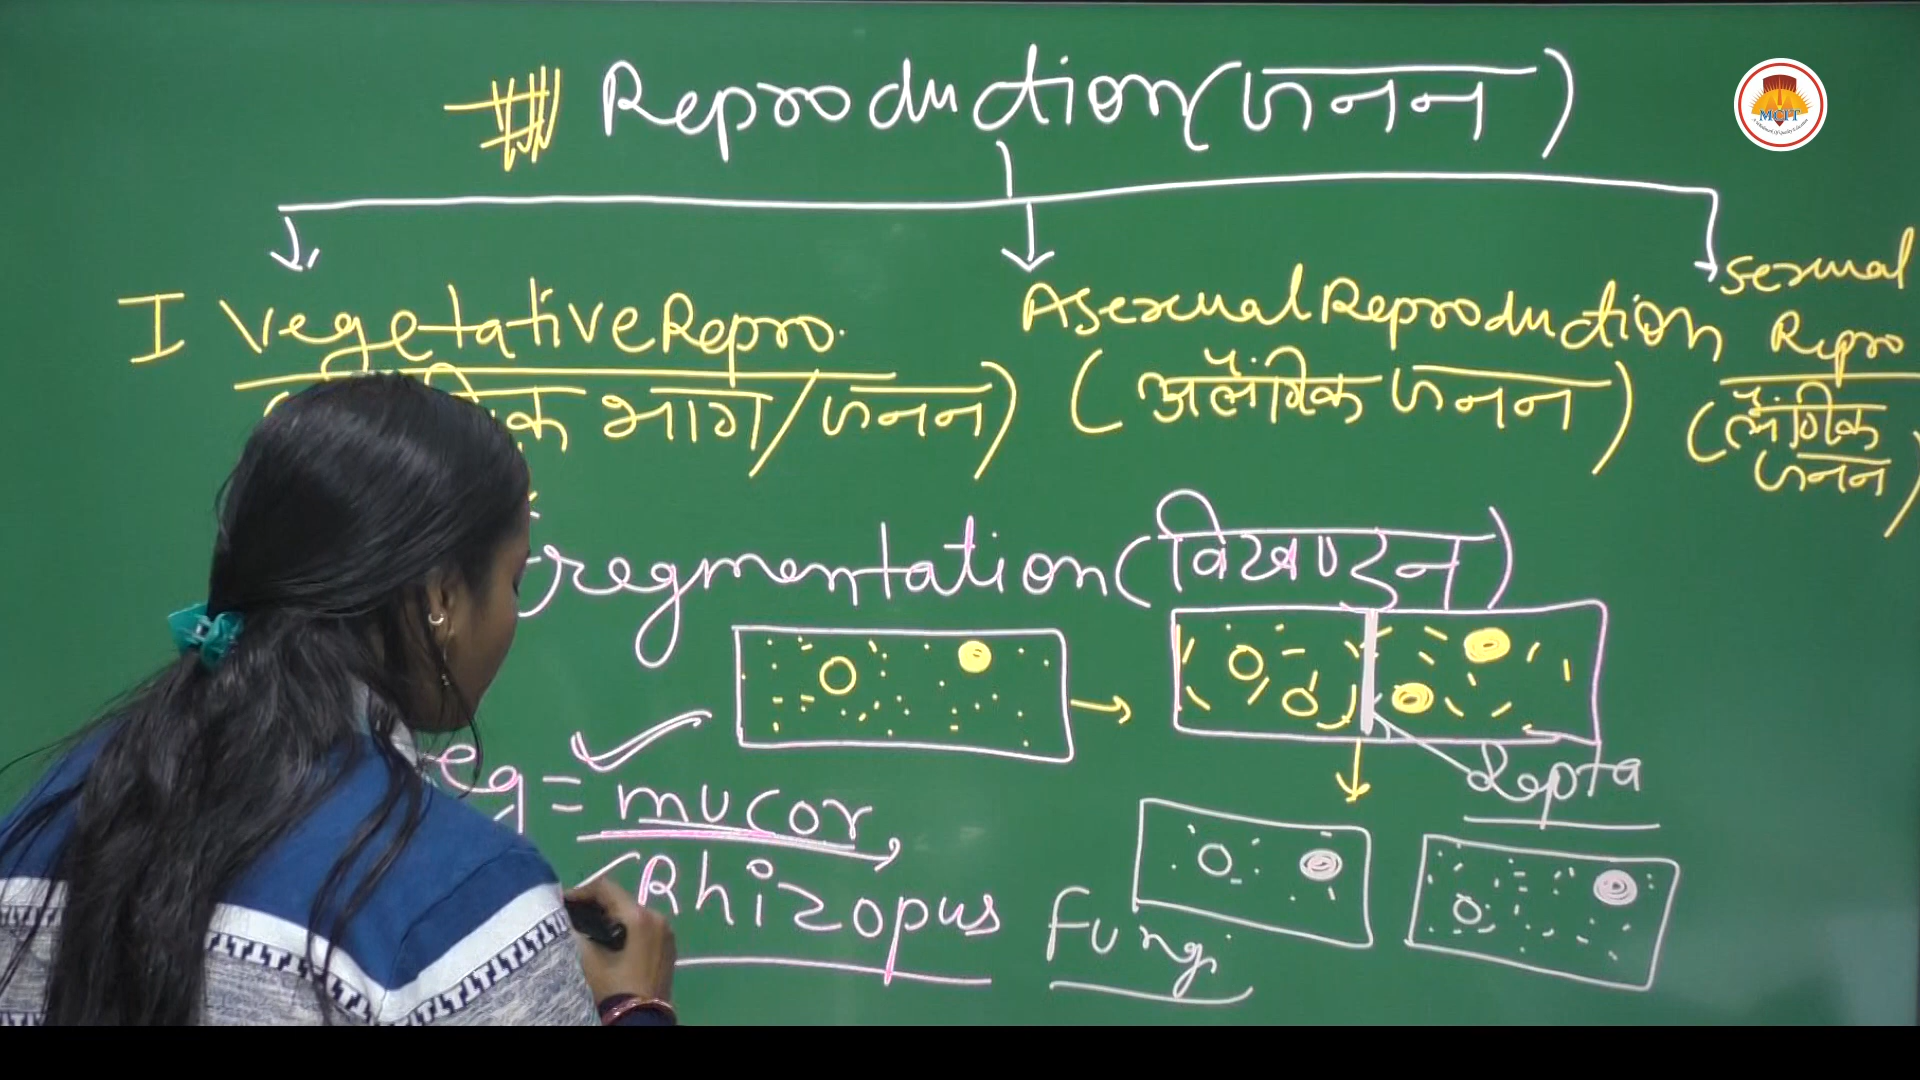 Reproduction (जनन)
I Vegetative Repro.
भाग/जनन)
Asexual Reproduction
(अलैंगिक जनन)
Sexual
Repro
(लैंगिक
जनन)
fregmentation (विखण्डन)
Septa
eg = mucor,
Rhizopus
Fungi
MCPT